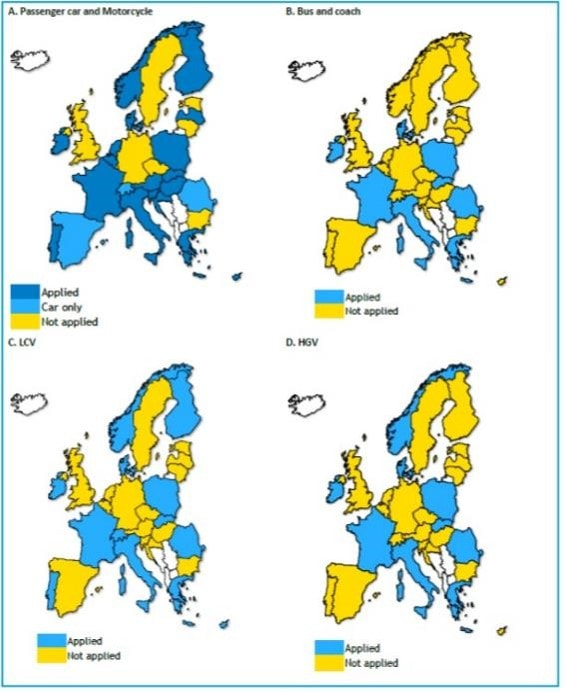 A. Passenger car and Motorcycle
B. Bus and coach
Applied
Car only
Not applied
Applied
Not applied
C. LCV
D. HGV
Applied
Not applied
Applied
Not applied